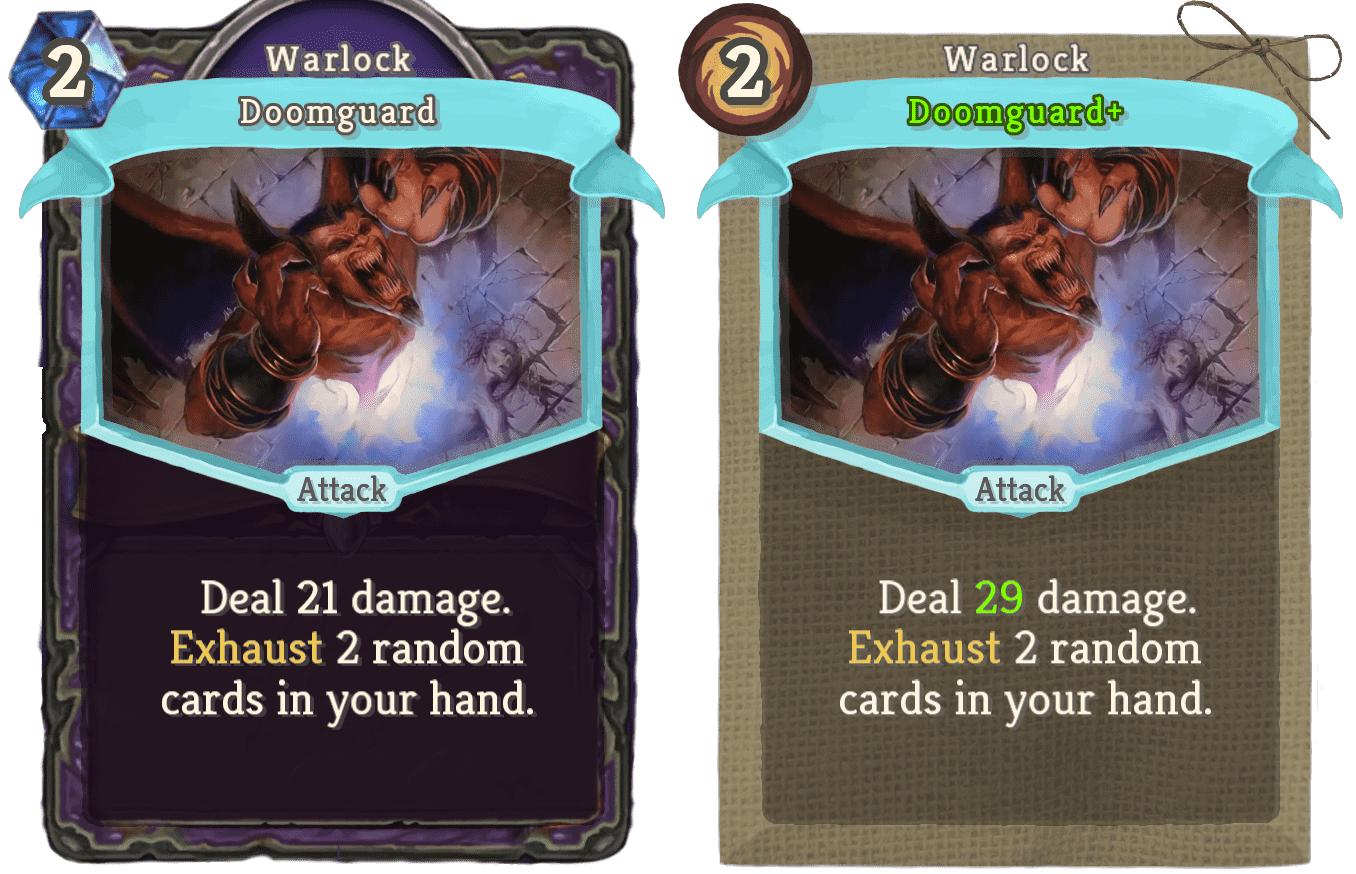 2
Warlock
Doomguard
Attack
Deal 21 damage.
Exhaust 2 random
cards in your hand.
2
Warlock
Doomguard+
Attack
Deal 29 damage.
Exhaust 2 random
cards in your hand.